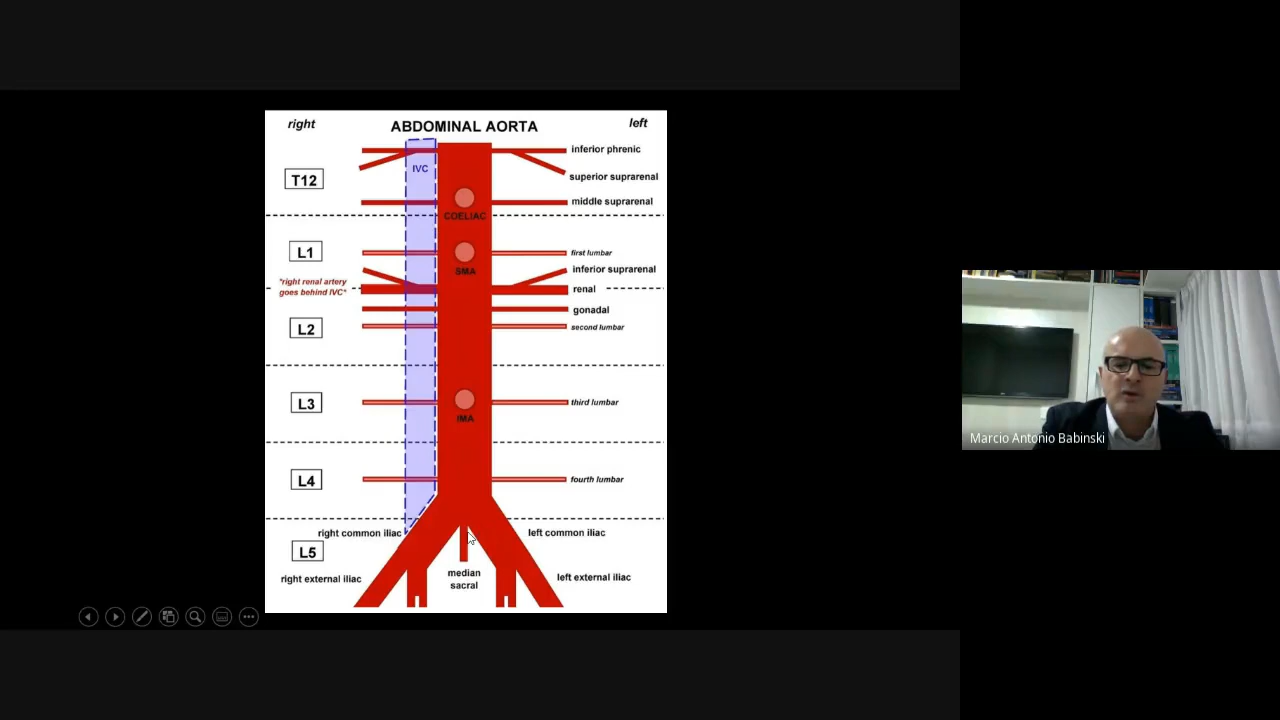 right
ABDOMINAL AORTA
left
inferior phrenic
IVC
T12
superior suprarenal
middle suprarenal
COELIAC
L1
first lumbar
SMA
inferior suprarenal
*right renal artery
goes behind IVC*
renal
gonadal
L2
second lumbar
L3
third lumbar
IMA
L4
fourth lumbar
right common iliac
left common iliac
L5
median
sacral
right external iliac
left external iliac
Marcio Antonio Babinski